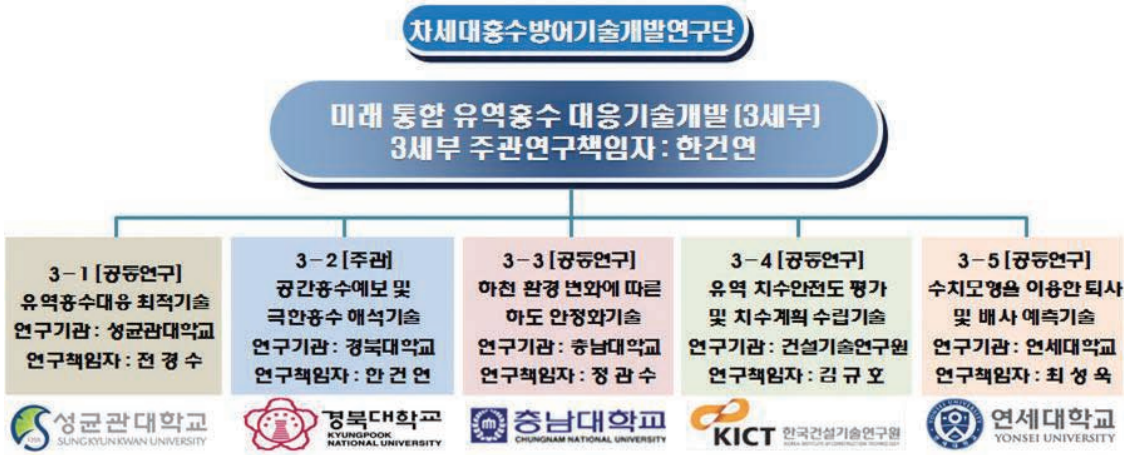 차세대홍수방어기술개발연구단
미래 통합 유역홍수 대응기술개발 (3세부)
3세부 주관연구책임자 : 한건연
3-1 [공동연구]
유역홍수대응 최적기술
연구기관 : 성균관대학교
연구책임자 : 전 경 수
3-2 [주관]
공간홍수예보 및
극한홍수 해석기술
연구기관 : 경북대학교
연구책임자 : 한 건 연
3-3 [공동연구]
하천 환경 변화에 따른
하도 안정화기술
연구기관 : 충남대학교
연구책임자 : 정 관 수
3-4 [공동연구]
유역 치수안전도 평가
및 치수계획 수립기술
연구기관 : 건설기술연구원
연구책임자 : 김 규 호
3-5 [공동연구]
수치모형을 이용한 퇴사
및 배사 예측기술
연구기관 : 연세대학교
연구책임자 : 최 성 욱
성균관대학교
SUNGKYUNKWAN UNIVERSITY
경북대학교
KYUNGPOOK
NATIONAL UNIVERSITY
충남대학교
CHUNGNAM NATIONAL UNIVERSITY
KICT 한국건설기술연구원
KOREA INSTITUTE OF CONSTRUCTION TECHNOLOGY
연세대학교
YONSEI UNIVERSITY